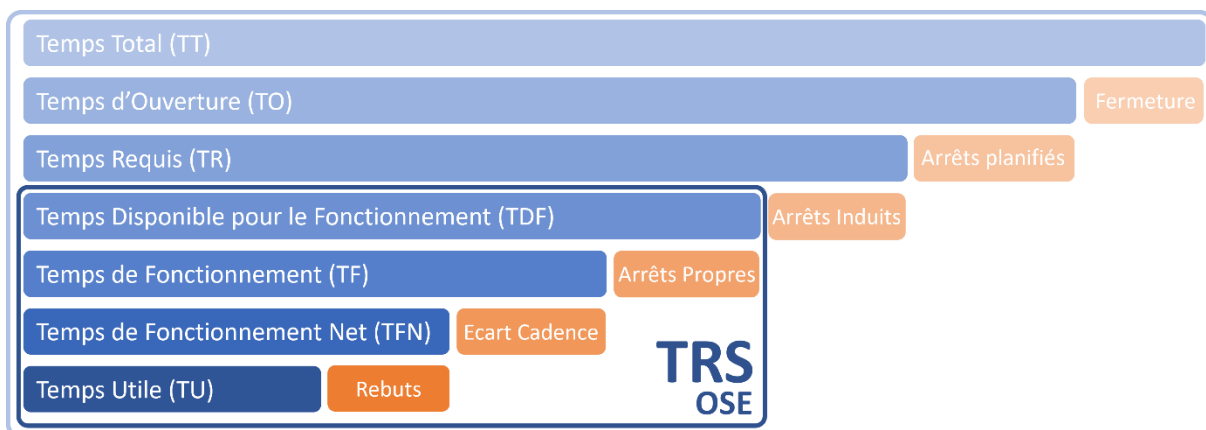 Temps Total (TT)
Temps d’Ouverture (TO)
Fermeture
Temps Requis (TR)
Arrêts planifiés
Temps Disponible pour le Fonctionnement (TDF)
Arrêts Induits
Temps de Fonctionnement (TF)
Arrêts Propres
Temps de Fonctionnement Net (TFN)
Ecart Cadence
Temps Utile (TU)
Rebuts
TRS
OSE